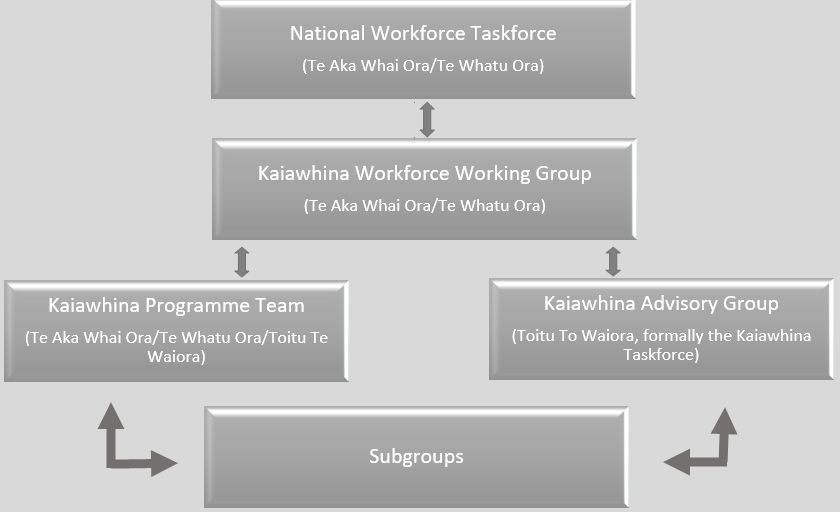 National Workforce Taskforce
(Te Aka Whai Ora/Te Whatu Ora)
Kaiawhina Workforce Working Group
(Te Aka Whai Ora/Te Whatu Ora)
Kaiawhina Programme Team
(Te Aka Whai Ora/Te Whatu Ora/Toitu Te
Waiora)
Kaiawhina Advisory Group
(Toitu To Waiora, formally the Kaiawhina
Taskforce)
Subgroups